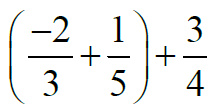 (-2/3 + 1/5) + 3/4